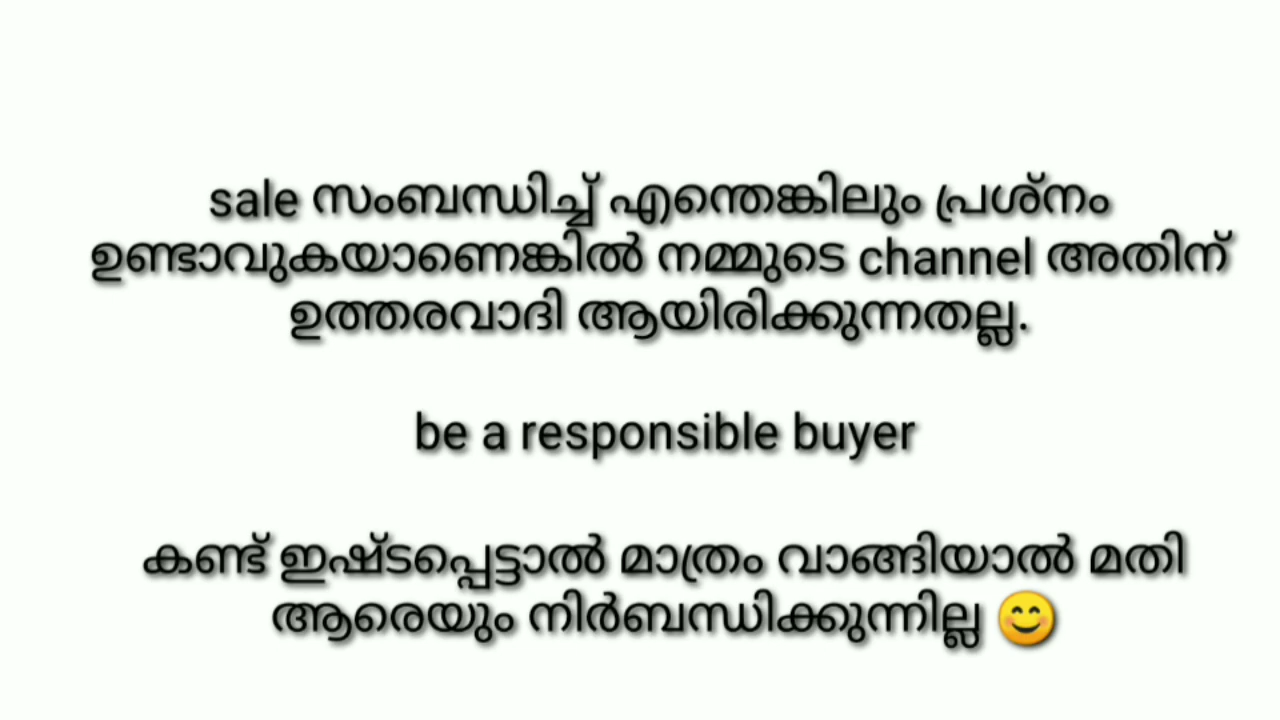 sale സംബന്ധിച്ച് എന്തെങ്കിലും പ്രശ്നം
ഉണ്ടാവുകയാണെങ്കിൽ നമ്മുടെ channel അതിന്
ഉത്തരവാദി ആയിരിക്കുന്നതല്ല.
be a responsible buyer
കണ്ട് ഇഷ്ടപ്പെട്ടാൽ മാത്രം വാങ്ങിയാൽ മതി
ആരെയും നിർബന്ധിക്കുന്നില്ല 😊